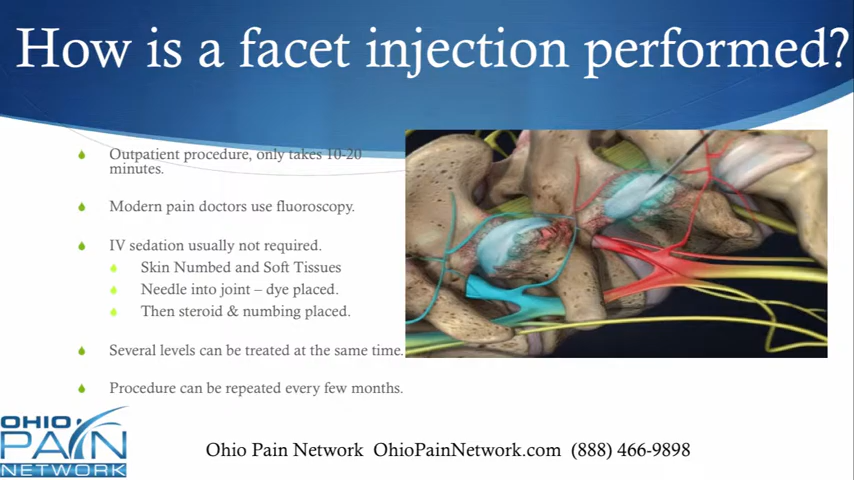 How is a facet injection performed?
Outpatient procedure, only takes 10-20
minutes.
Modern pain doctors use fluoroscopy.
IV sedation usually not required.
Skin Numbed and Soft Tissues
Needle into joint – dye placed.
Then steroid & numbing placed.
Several levels can be treated at the same time.
Procedure can be repeated every few months.
OHIO
PAIN
NETWORK
Ohio Pain Network OhioPainNetwork.com (888) 466-9898